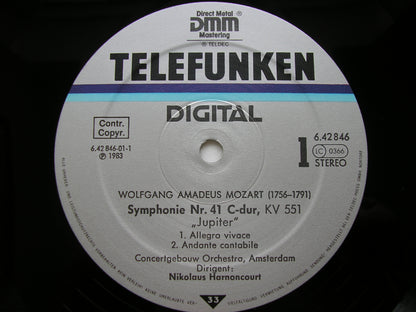 Direct Metal
DMM
Mastering
® TELDEC
TELEFUNKEN
DIGITAL
Contr.
Copyr.
6.42 846-01-1
℗ 1983
1
6.42 846
LC 0366
STEREO
WOLFGANG AMADEUS MOZART (1756–1791)
Symphonie Nr. 41 C-dur, KV 551
„Jupiter"
1. Allegro vivace
2. Andante cantabile
Concertgebouw Orchestra, Amsterdam
Dirigent:
Nikolaus Harnoncourt
33